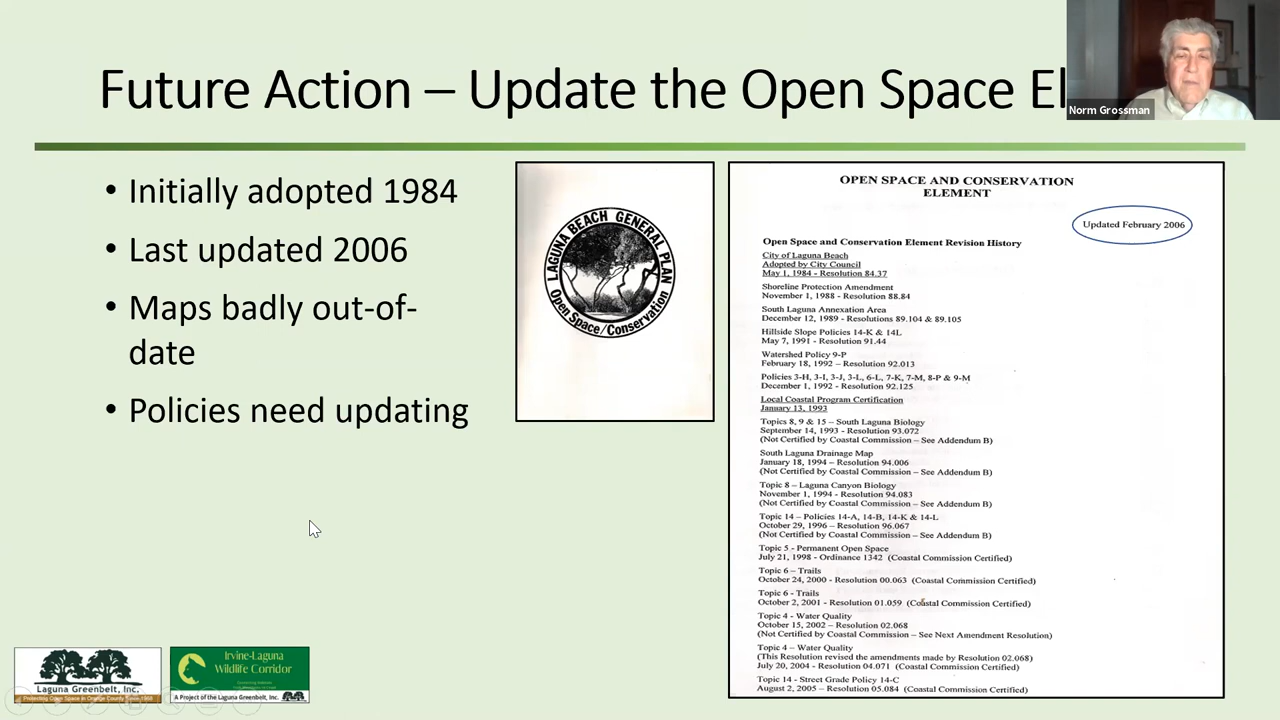 Future Action – Update the Open Space El
Norm Grossman
• Initially adopted 1984
• Last updated 2006
• Maps badly out-of-
date
• Policies need updating
LAGUNA BEACH GENERAL PLAN
Open Space/Conservation
OPEN SPACE AND CONSERVATION
ELEMENT
Updated February 2006
Open Space and Conservation Element Revision History
City of Laguna Beach
Adopted by City Council
May 1, 1984 - Resolution 84.37
Shoreline Protection Amendment
November 1, 1988 - Resolution 88.84
South Laguna Annexation Area
December 12, 1989 - Resolutions 89.104 & 89.105
Hillside Slope Policies 14-K & 14L
May 7, 1991 - Resolution 91.44
Watershed Policy 9-P
February 18, 1992 – Resolution 92.013
Policies 3-H, 3-I, 3-J, 3-L, 6-L, 7-K, 7-M, 8-P & 9-M
December 1, 1992 - Resolution 92.125
Local Coastal Program Certification
January 13, 1993
Topics 8, 9 & 15 – South Laguna Biology
September 14, 1993 - Resolution 93.072
(Not Certified by Coastal Commission – See Addendum B)
South Laguna Drainage Map
January 18, 1994 – Resolution 94.006
(Not Certified by Coastal Commission – See Addendum B)
Topic 8 – Laguna Canyon Biology
November 1, 1994 - Resolution 94.083
(Not Certified by Coastal Commission – See Addendum B)
Topic 14 – Policies 14-A, 14-B, 14-K & 14-L
October 29, 1996 - Resolution 96.067
(Not Certified by Coastal Commission – See Addendum B)
Topic 5 - Permanent Open Space
July 21, 1998 - Ordinance 1342 (Coastal Commission Certified)
Topic 6 – Trails
October 24, 2000 - Resolution 00.063 (Coastal Commission Certified)
Topic 6 - Trails
October 2, 2001 - Resolution 01.059 (Coastal Commission Certified)
Topic 4 - Water Quality
October 15, 2002 – Resolution 02.068
(Not Certified by Coastal Commission – See Next Amendment Resolution)
Topic 4 – Water Quality
(This Resolution revised the amendments made by Resolution 02.068)
July 20, 2004 - Resolution 04.071 (Coastal Commission Certified)
Topic 14 - Street Grade Policy 14-C
August 2, 2005 – Resolution 05.084 (Coastal Commission Certified)
Laguna Greenbelt, Inc.
Protecting Open Space in Orange County Since 1968
Irvine-Laguna
Wildlife Corridor
A Project of the Laguna Greenbelt, Inc.